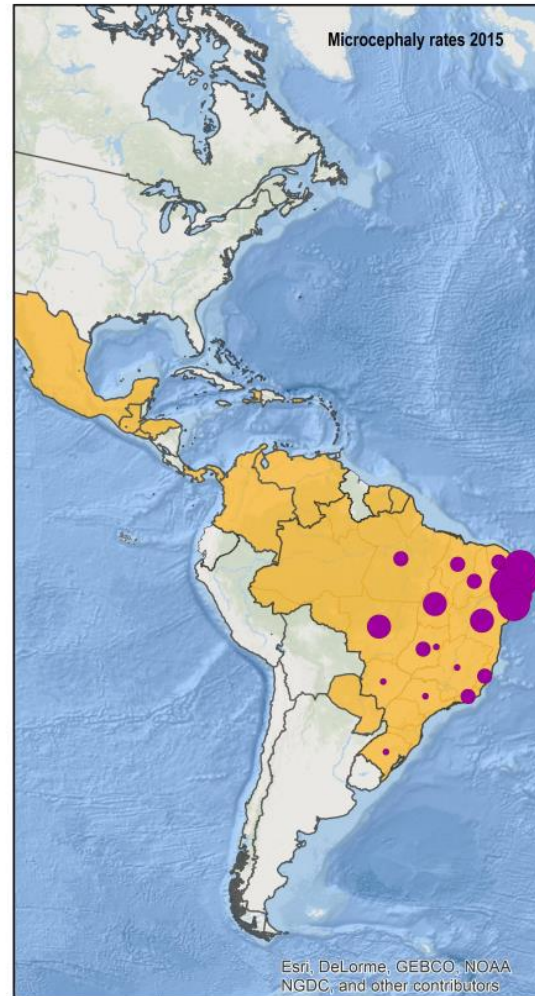 Microcephaly rates 2015
Esri, DeLorme, GEBCO, NOAA
NGDC, and other contributors